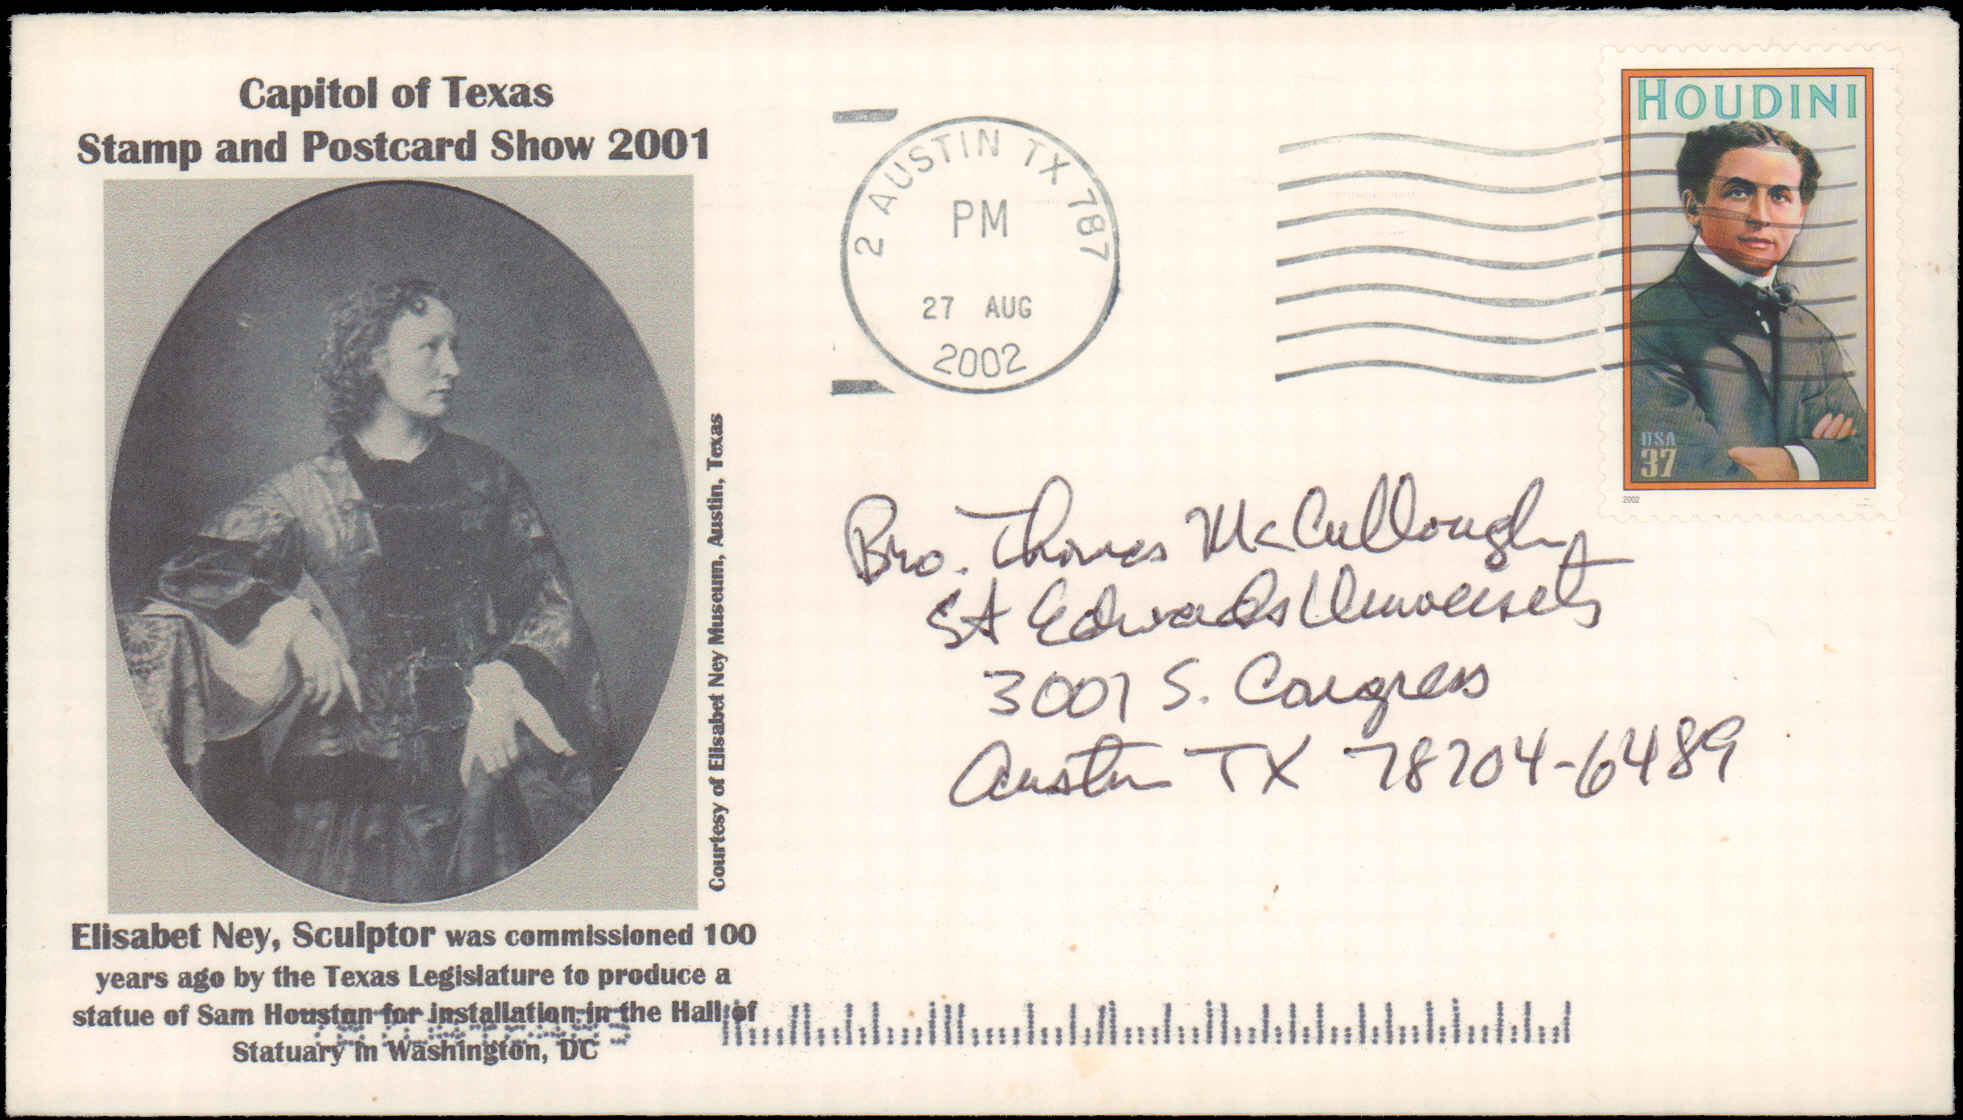 Capitol of Texas
Stamp and Postcard Show 2001
Courtesy of Elisabet Ney Museum, Austin, Texas
Elisabet Ney, Sculptor was commissioned 100
years ago by the Texas Legislature to produce a
statue of Sam Houston for installation in the Hall of
Statuary in Washington, DC
2 AUSTIN TX 787
PM
27 AUG
2002
HOUDINI
USA
37
2002
Bro. Thomas McCullough
St Edwards University
3001 S. Congress
Austin TX 78704-6489